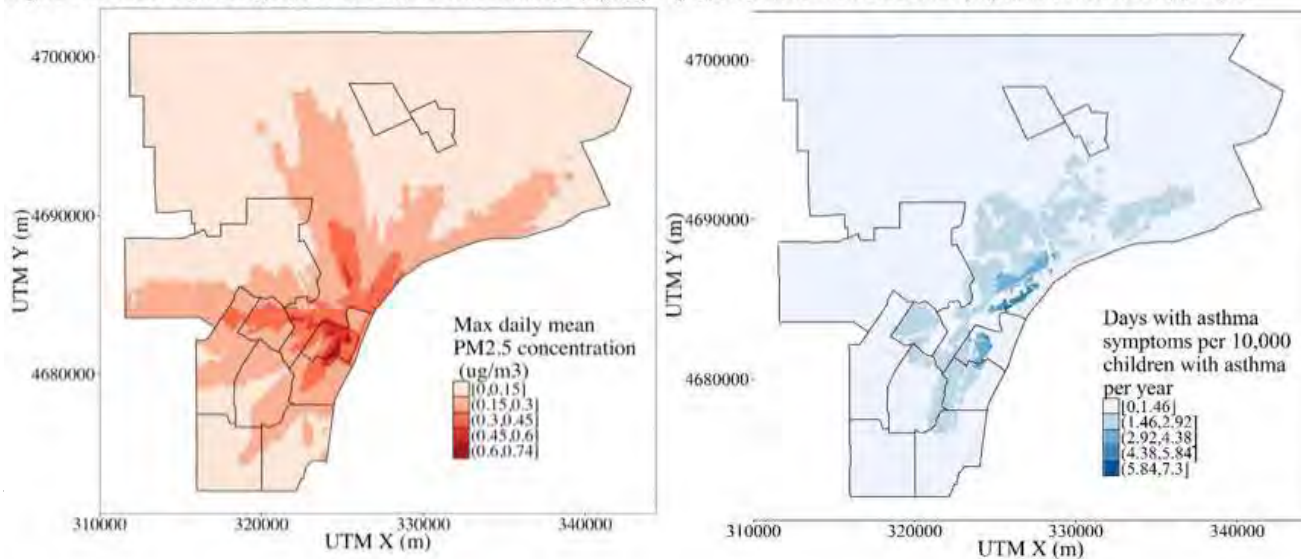 4700000
4690000
4680000
UTM Y (m)
310000
320000
330000
340000
UTM X (m)
Max daily mean
PM2.5 concentration
(ug/m3)
[0,0.15]
(0.15,0.3]
(0.3,0.45]
(0.45,0.6]
(0.6,0.74]
4700000
4690000
4680000
UTM Y (m)
310000
320000
330000
340000
UTM X (m)
Days with asthma
symptoms per 10,000
children with asthma
per year
[0,1.46]
(1.46,2.92]
(2.92,4.38]
(4.38,5.84]
(5.84,7.3]